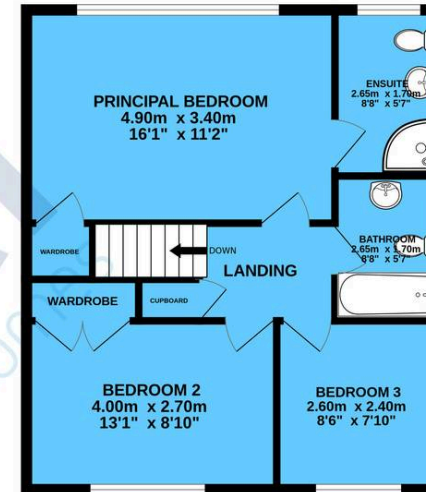 PRINCIPAL BEDROOM
4.90m x 3.40m
16'1" x 11'2"
ENSUITE
2.65m x 1.70m
8'8" x 5'7"
WARDROBE
DOWN
LANDING
BATHROOM
2.65m x 1.70m
8'8" x 5'7"
WARDROBE
CUPBOARD
BEDROOM 2
4.00m x 2.70m
13'1" x 8'10"
BEDROOM 3
2.60m x 2.40m
8'6" x 7'10"